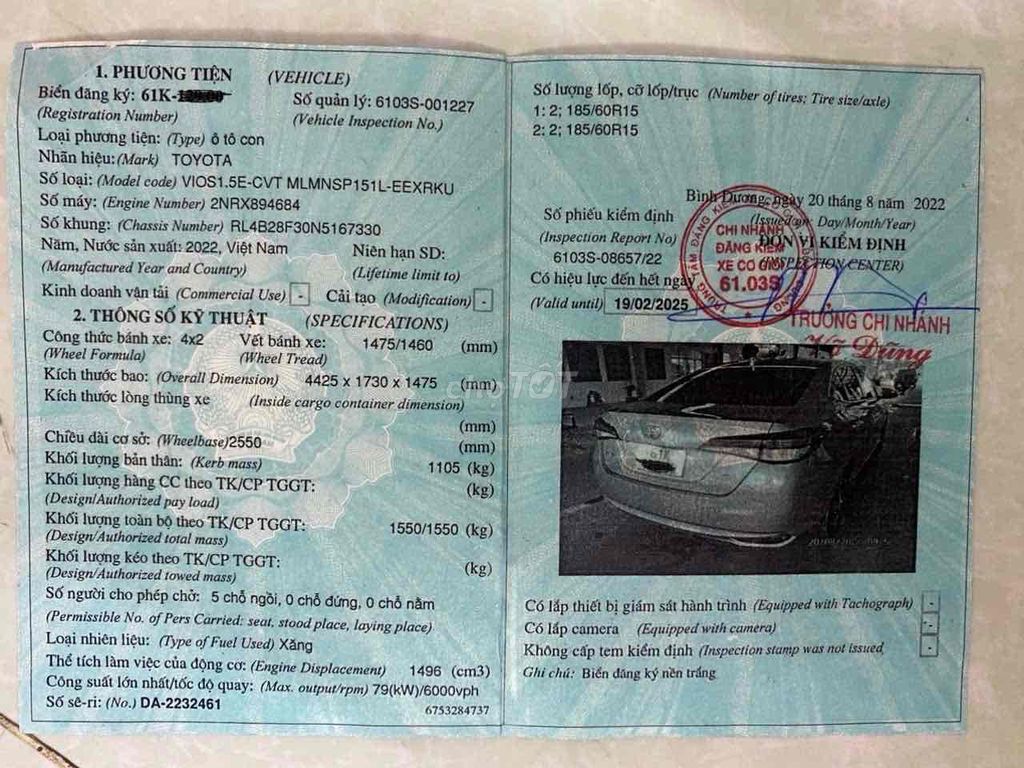 1. PHƯƠNG TIỆN (VEHICLE)
Biển đăng ký: 61K-
(Registration Number)
Số quản lý: 6103S-001227
(Vehicle Inspection No.)
Loại phương tiện: (Type) ô tô con
Nhãn hiệu: (Mark) TOYOTA
Số loại: (Model code) VIOS1.5E-CVT MLMNSP151L-EEXRKU
Số máy: (Engine Number) 2NRX894684
Số khung: (Chassis Number) RL4B28F30N5167330
Năm, Nước sản xuất: 2022, Việt Nam
(Manufactured Year and Country)
Niên hạn SD:
(Lifetime limit to)
Kinh doanh vận tải (Commercial Use) - Cải tạo (Modification) -
2. THÔNG SỐ KỸ THUẬT (SPECIFICATIONS)
Công thức bánh xe: 4x2
(Wheel Formula)
Vết bánh xe: 1475/1460 (mm)
(Wheel Tread)
Kích thước bao: (Overall Dimension) 4425 x 1730 x 1475 (mm)
Kích thước lòng thùng xe (Inside cargo container dimension)
(mm)
Chiều dài cơ sở: (Wheelbase) 2550 (mm)
Khối lượng bản thân: (Kerb mass) 1105 (kg)
Khối lượng hàng CC theo TK/CP TGGT: (kg)
(Design/Authorized pay load)
Khối lượng toàn bộ theo TK/CP TGGT: 1550/1550 (kg)
(Design/Authorized total mass)
Khối lượng kéo theo TK/CP TGGT: (kg)
(Design/Authorized towed mass)
Số người cho phép chở: 5 chỗ ngồi, 0 chỗ đứng, 0 chỗ nằm
(Permissible No. of Pers Carried: seat, stood place, laying place)
Loại nhiên liệu: (Type of Fuel Used) Xăng
Thể tích làm việc của động cơ: (Engine Displacement) 1496 (cm3)
Công suất lớn nhất/tốc độ quay: (Max. output/rpm) 79(kW)/6000vph
Số sê-ri: (No.) DA-2232461
6753284737
Số lượng lốp, cỡ lốp/trục (Number of tires; Tire size/axle)
1: 2; 185/60R15
2: 2; 185/60R15
Bình Dương, ngày 20 tháng 8 năm 2022
(Issued on: Day/Month/Year)
Số phiếu kiểm định
(Inspection Report No)
6103S-08657/22
ĐƠN VỊ KIỂM ĐỊNH
(INSPECTION CENTER)
Có hiệu lực đến hết ngày
(Valid until) 19/02/2025
CHI NHÁNH
ĐĂNG KIỂM
XE CƠ GIỚI
61.03S
TRƯỞNG CHI NHÁNH
Võ Dũng
CHỢ TỐT
Có lắp thiết bị giám sát hành trình (Equipped with Tachograph) -
Có lắp camera (Equipped with camera) -
Không cấp tem kiểm định (Inspection stamp was not issued -
Ghi chú: Biển đăng ký nền trắng